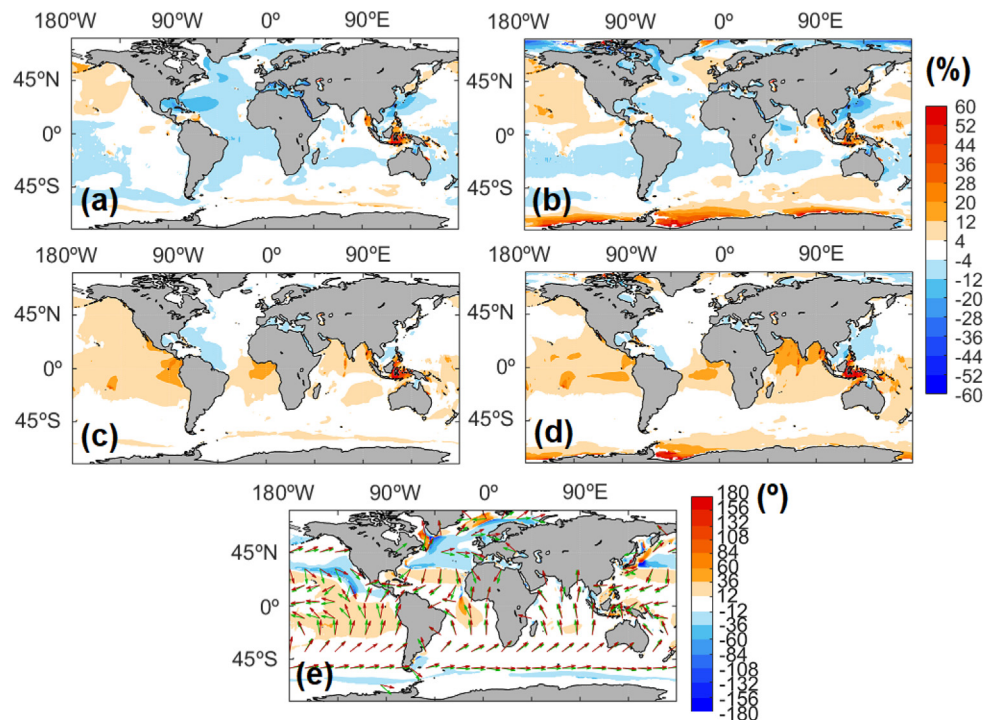 180ºW 90ºW 0º 90ºE 180ºW 90ºW 0º 90ºE
(%)
45ºN 45ºN
0º 0º
45ºS 45ºS
(a) (b)
60
52
44
36
28
20
12
4
-4
-12
-20
-28
-36
-44
-52
-60
180ºW 90ºW 0º 90ºE 180ºW 90ºW 0º 90ºE
45ºN 45ºN
0º 0º
45ºS 45ºS
(c) (d)
180ºW 90ºW 0º 90ºE
(º)
45ºN
0º
45ºS
(e)
180
156
132
108
84
60
36
12
-12
-36
-60
-84
-108
-132
-156
-180